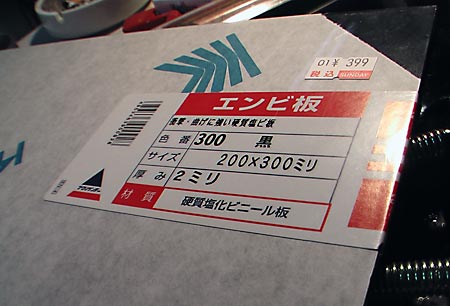 01 ¥ 399
税込 SUNDAY
エンビ板
衝撃・曲げに強い硬質塩ビ板
色番 300 黒
サイズ 200×300ミリ
厚み 2ミリ
材質 硬質塩化ビニール板